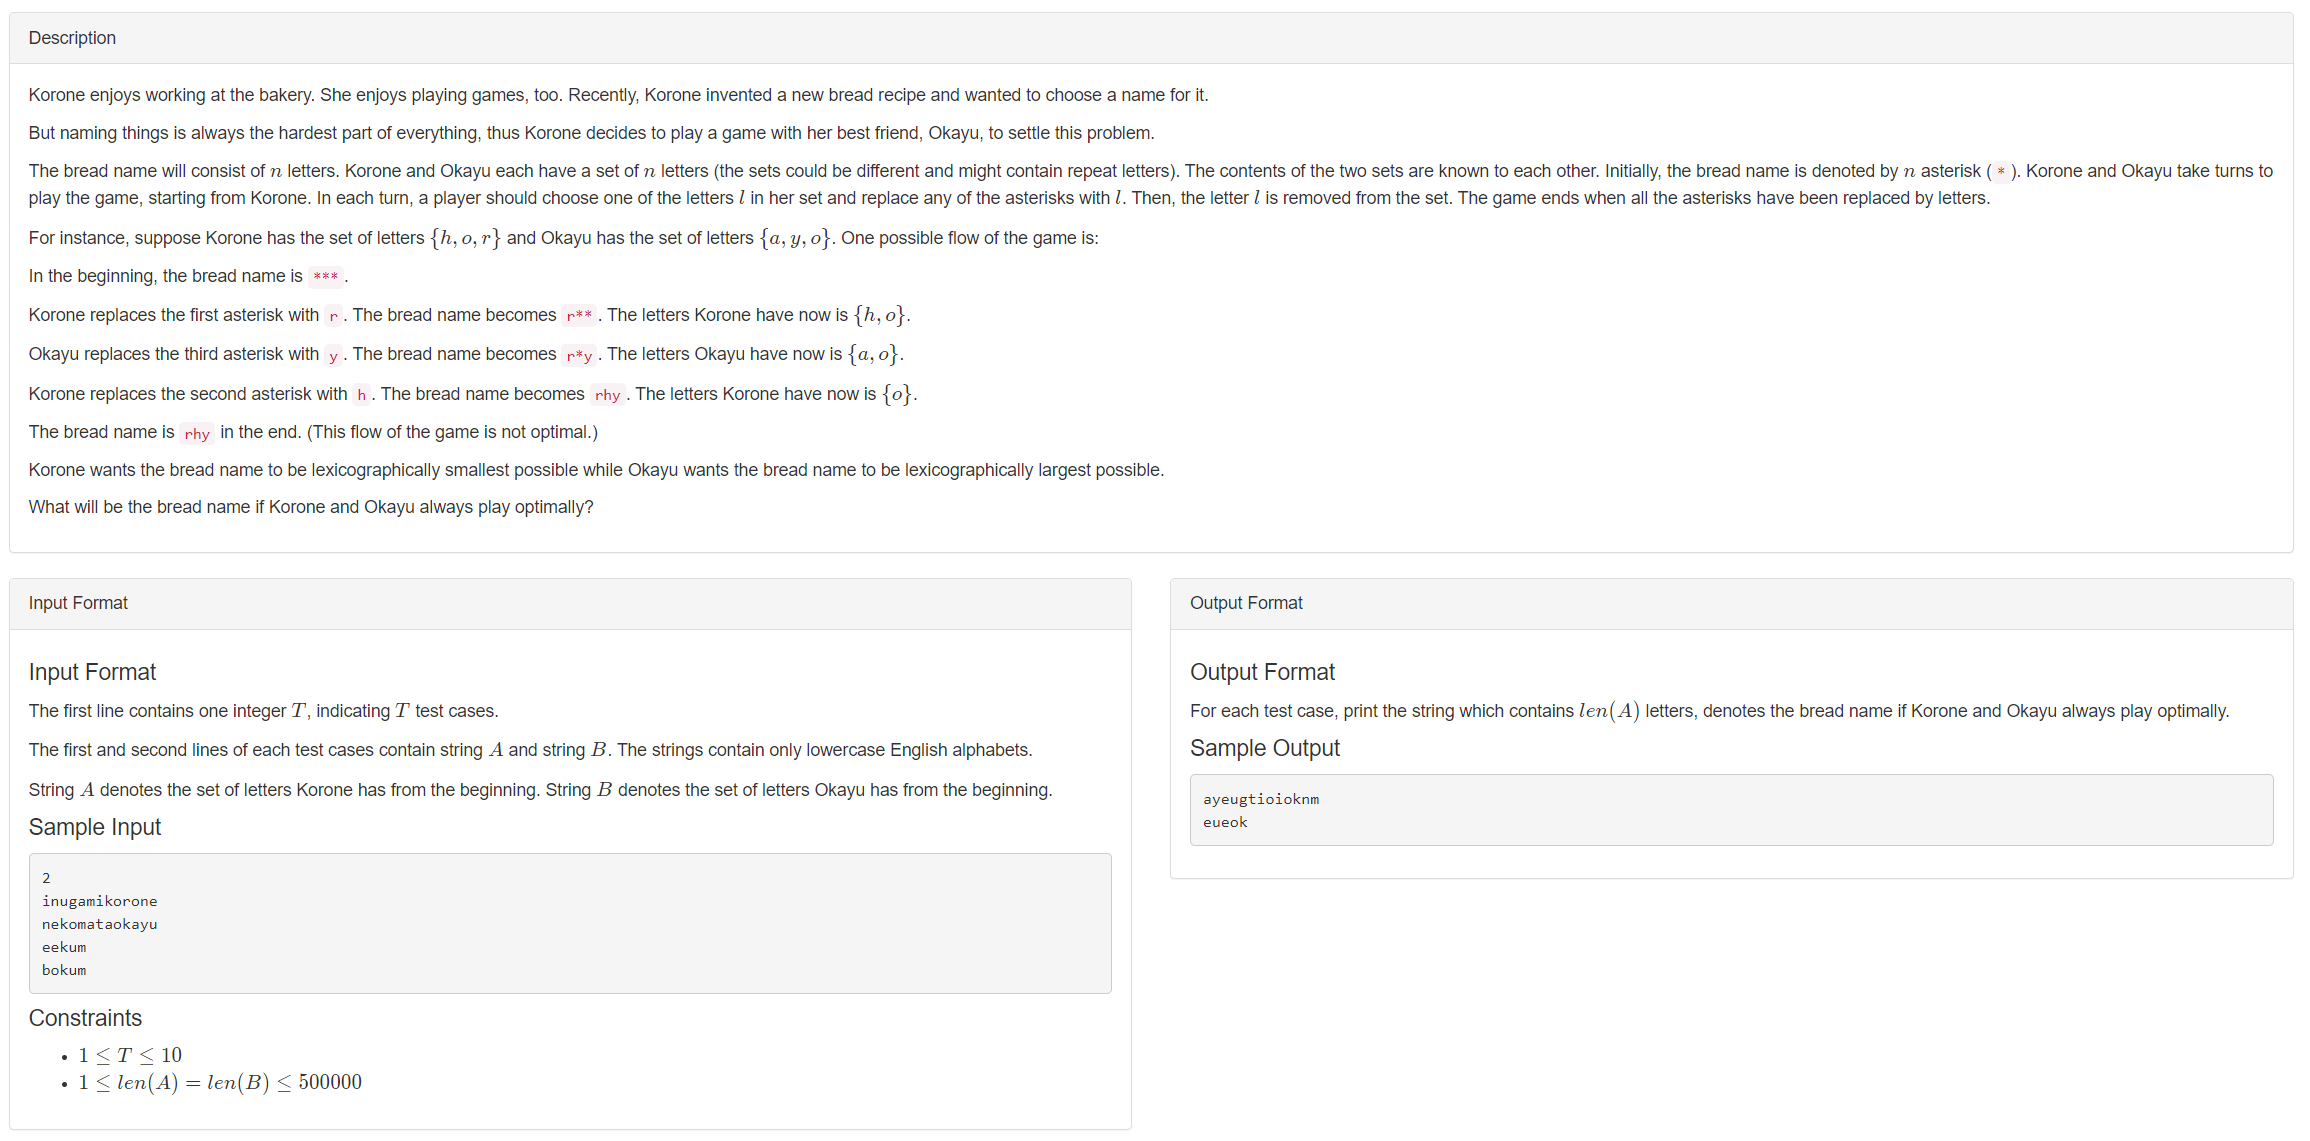 Description
Korone enjoys working at the bakery. She enjoys playing games, too. Recently, Korone invented a new bread recipe and wanted to choose a name for it.
But naming things is always the hardest part of everything, thus Korone decides to play a game with her best friend, Okayu, to settle this problem.
The bread name will consist of n letters. Korone and Okayu each have a set of n letters (the sets could be different and might contain repeat letters). The contents of the two sets are known to each other. Initially, the bread name is denoted by n asterisk ( * ). Korone and Okayu take turns to
play the game, starting from Korone. In each turn, a player should choose one of the letters l in her set and replace any of the asterisks with l. Then, the letter l is removed from the set. The game ends when all the asterisks have been replaced by letters.
For instance, suppose Korone has the set of letters {h, o, r} and Okayu has the set of letters {a, y, o}. One possible flow of the game is:
In the beginning, the bread name is *** .
Korone replaces the first asterisk with r . The bread name becomes r** . The letters Korone have now is {h, o}.
Okayu replaces the third asterisk with y . The bread name becomes r*y . The letters Okayu have now is {a, o}.
Korone replaces the second asterisk with h . The bread name becomes rhy . The letters Korone have now is {o}.
The bread name is rhy in the end. (This flow of the game is not optimal.)
Korone wants the bread name to be lexicographically smallest possible while Okayu wants the bread name to be lexicographically largest possible.
What will be the bread name if Korone and Okayu always play optimally?
Input Format
Input Format
The first line contains one integer T, indicating T test cases.
The first and second lines of each test cases contain string A and string B. The strings contain only lowercase English alphabets.
String A denotes the set of letters Korone has from the beginning. String B denotes the set of letters Okayu has from the beginning.
Sample Input
2
inugamikorone
nekomataokayu
eekum
bokum
Constraints
• 1 ≤ T ≤ 10
• 1 ≤ len(A) = len(B) ≤ 500000
Output Format
Output Format
For each test case, print the string which contains len(A) letters, denotes the bread name if Korone and Okayu always play optimally.
Sample Output
ayeugtioioknm
eueok